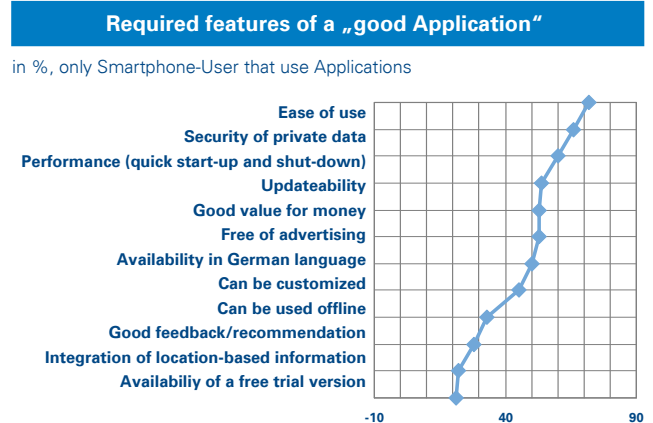 Required features of a „good Application“
in %, only Smartphone-User that use Applications
Ease of use
Security of private data
Performance (quick start-up and shut-down)
Updateability
Good value for money
Free of advertising
Availability in German language
Can be customized
Can be used offline
Good feedback/recommendation
Integration of location-based information
Availabiliy of a free trial version
-10 40 90